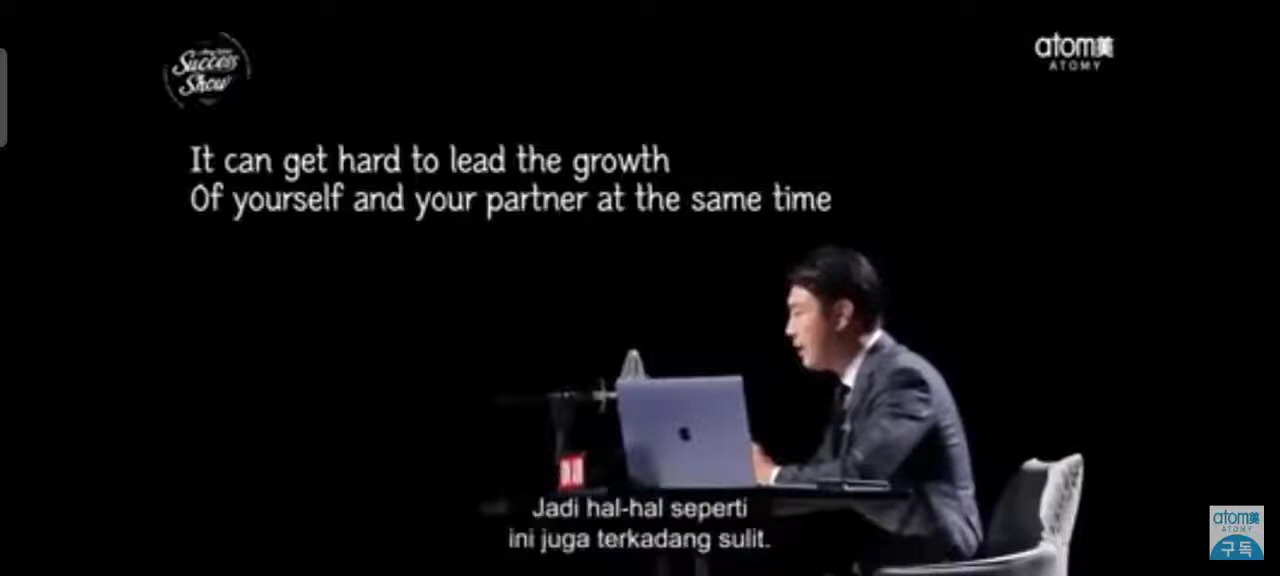 Success
Show
atom美
ATOMY
It can get hard to lead the growth
Of yourself and your partner at the same time
Jadi hal-hal seperti
ini juga terkadang sulit.
atom美
ATOMY
구독